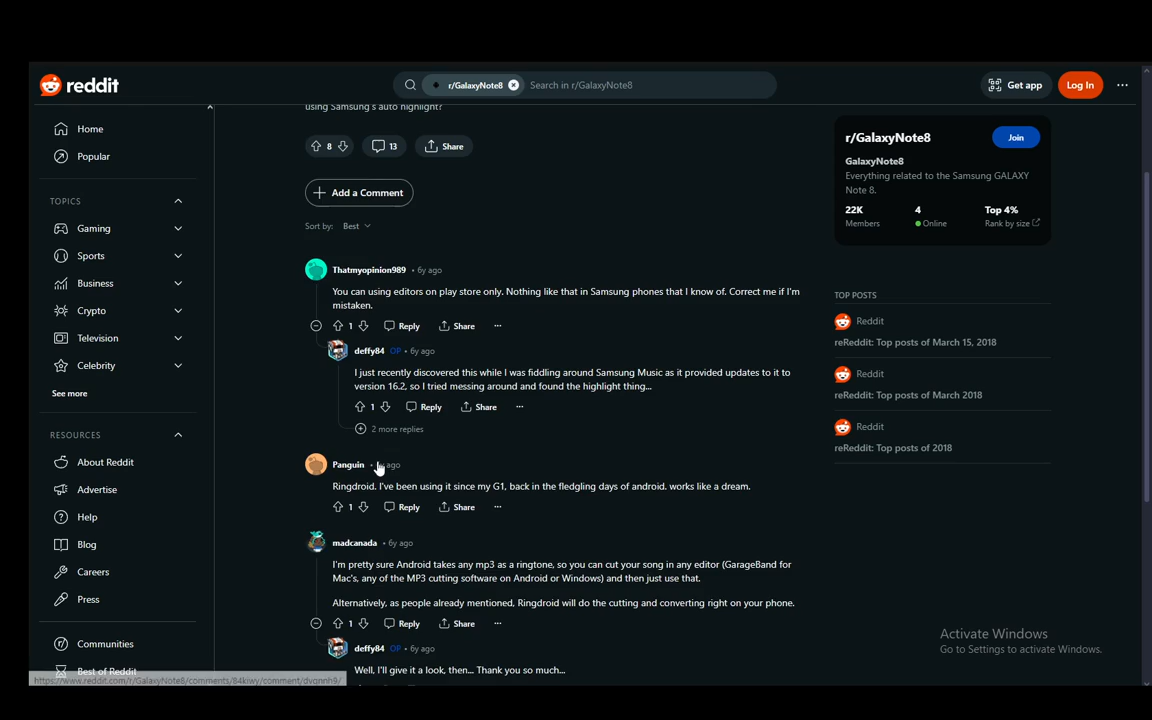 reddit
r/GalaxyNote8
Search in r/GalaxyNote8
Get app
Log In
Home
Popular
TOPICS
Gaming
Sports
Business
Crypto
Television
Celebrity
See more
RESOURCES
About Reddit
Advertise
Help
Blog
Careers
Press
Communities
Best of Reddit
https://www.reddit.com/r/GalaxyNote8/comments/84kiwy/comment/dvqnnh9/
using Samsung's auto highlight?
8
13
Share
Add a Comment
Sort by: Best
Thatmyopinion989 • 6y ago
You can using editors on play store only. Nothing like that in Samsung phones that I know of. Correct me if I'm
mistaken.
1 Reply Share
deffy84 OP • 6y ago
I just recently discovered this while I was fiddling around Samsung Music as it provided updates to it to
version 16.2, so I tried messing around and found the highlight thing...
1 Reply Share
2 more replies
Panguin • ago
Ringdroid. I've been using it since my G1, back in the fledgling days of android. works like a dream.
1 Reply Share
madcanada • 6y ago
I'm pretty sure Android takes any mp3 as a ringtone, so you can cut your song in any editor (GarageBand for
Mac's, any of the MP3 cutting software on Android or Windows) and then just use that.
Alternatively, as people already mentioned, Ringdroid will do the cutting and converting right on your phone.
1 Reply Share
deffy84 OP • 6y ago
Well, I'll give it a look, then... Thank you so much...
r/GalaxyNote8
Join
GalaxyNote8
Everything related to the Samsung GALAXY
Note 8.
22K 4 Top 4%
Members Online Rank by size
TOP POSTS
Reddit
reReddit: Top posts of March 15, 2018
Reddit
reReddit: Top posts of March 2018
Reddit
reReddit: Top posts of 2018
Activate Windows
Go to Settings to activate Windows.